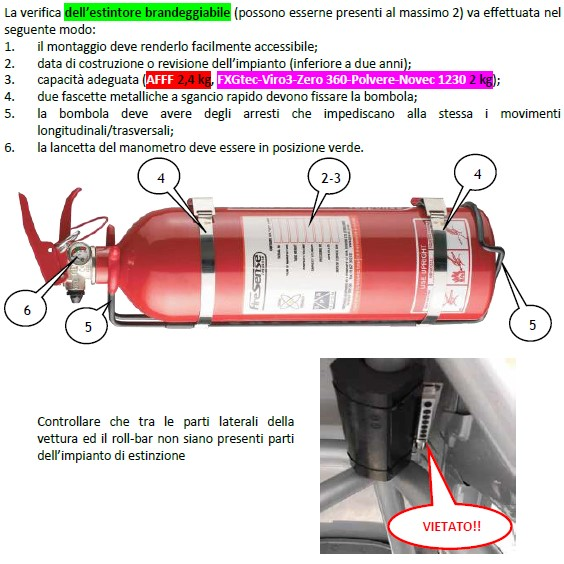 La verifica dell'estintore brandeggiabile (possono esserne presenti al massimo 2) va effettuata nel
seguente modo:
1. il montaggio deve renderlo facilmente accessibile;
2. data di costruzione o revisione dell'impianto (inferiore a due anni);
3. capacità adeguata (AFFF 2,4 kg, FXGtec-Viro3-Zero 360-Polvere-Novec 1230 2 kg);
4. due fascette metalliche a sgancio rapido devono fissare la bombola;
5. la bombola deve avere degli arresti che impediscano alla stessa i movimenti
longitudinali/trasversali;
6. la lancetta del manometro deve essere in posizione verde.
4
2-3
4
FireSense
USE UPRIGHT
6
5
5
Controllare che tra le parti laterali della
vettura ed il roll-bar non siano presenti parti
dell'impianto di estinzione
VIETATO!!